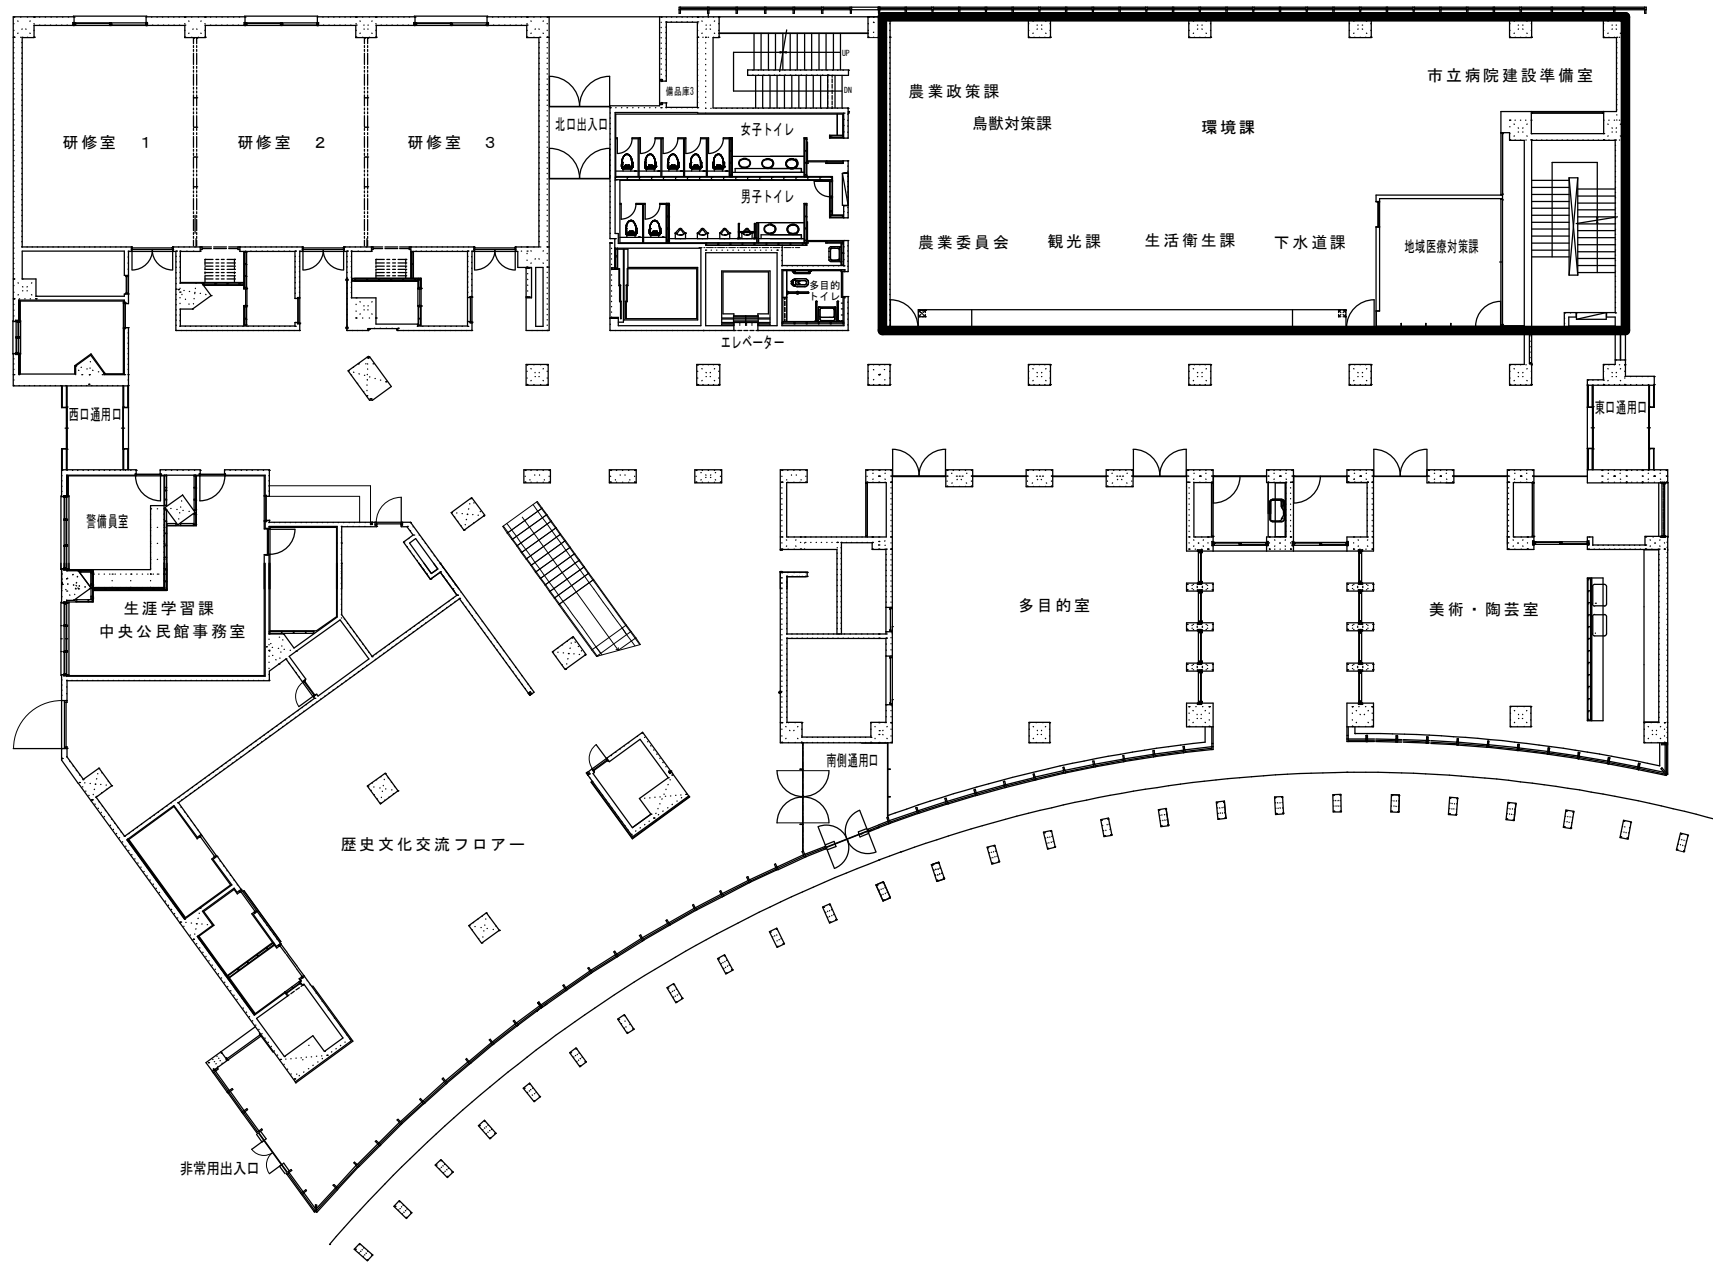 UP
DN
備品庫3
市立病院建設準備室
農業政策課
鳥獣対策課
環境課
北口出入口
女子トイレ
研修室　1
研修室　2
研修室　3
男子トイレ
農業委員会
観光課
生活衛生課
下水道課
地域医療対策課
多目的
トイレ
エレベーター
西口通用口
東口通用口
警備員室
生涯学習課
中央公民館事務室
多目的室
美術・陶芸室
南側通用口
歴史文化交流フロアー
非常用出入口